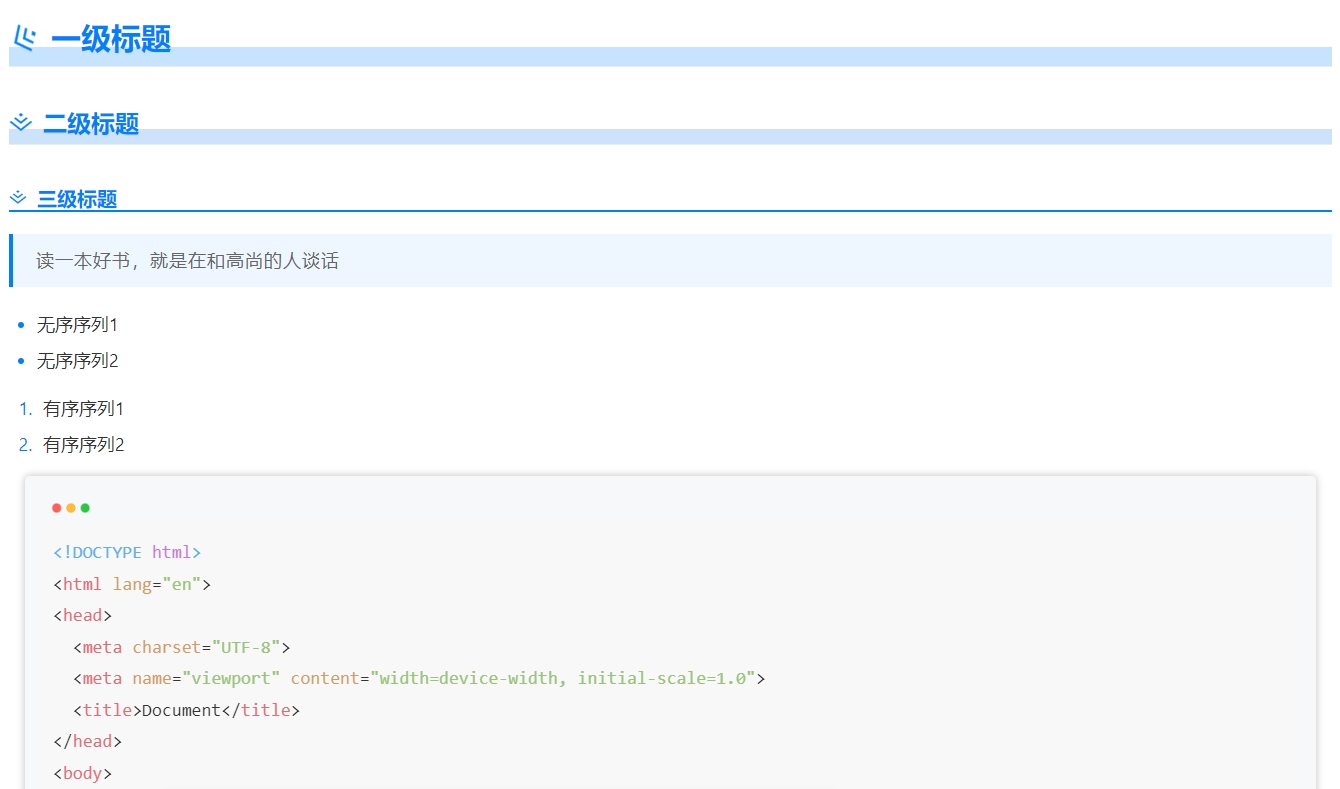 一级标题
二级标题
三级标题
读一本好书，就是在和高尚的人谈话
• 无序序列1
• 无序序列2
1. 有序序列1
2. 有序序列2
<!DOCTYPE html>
<html lang="en">
<head>
  <meta charset="UTF-8">
  <meta name="viewport" content="width=device-width, initial-scale=1.0">
  <title>Document</title>
</head>
<body>